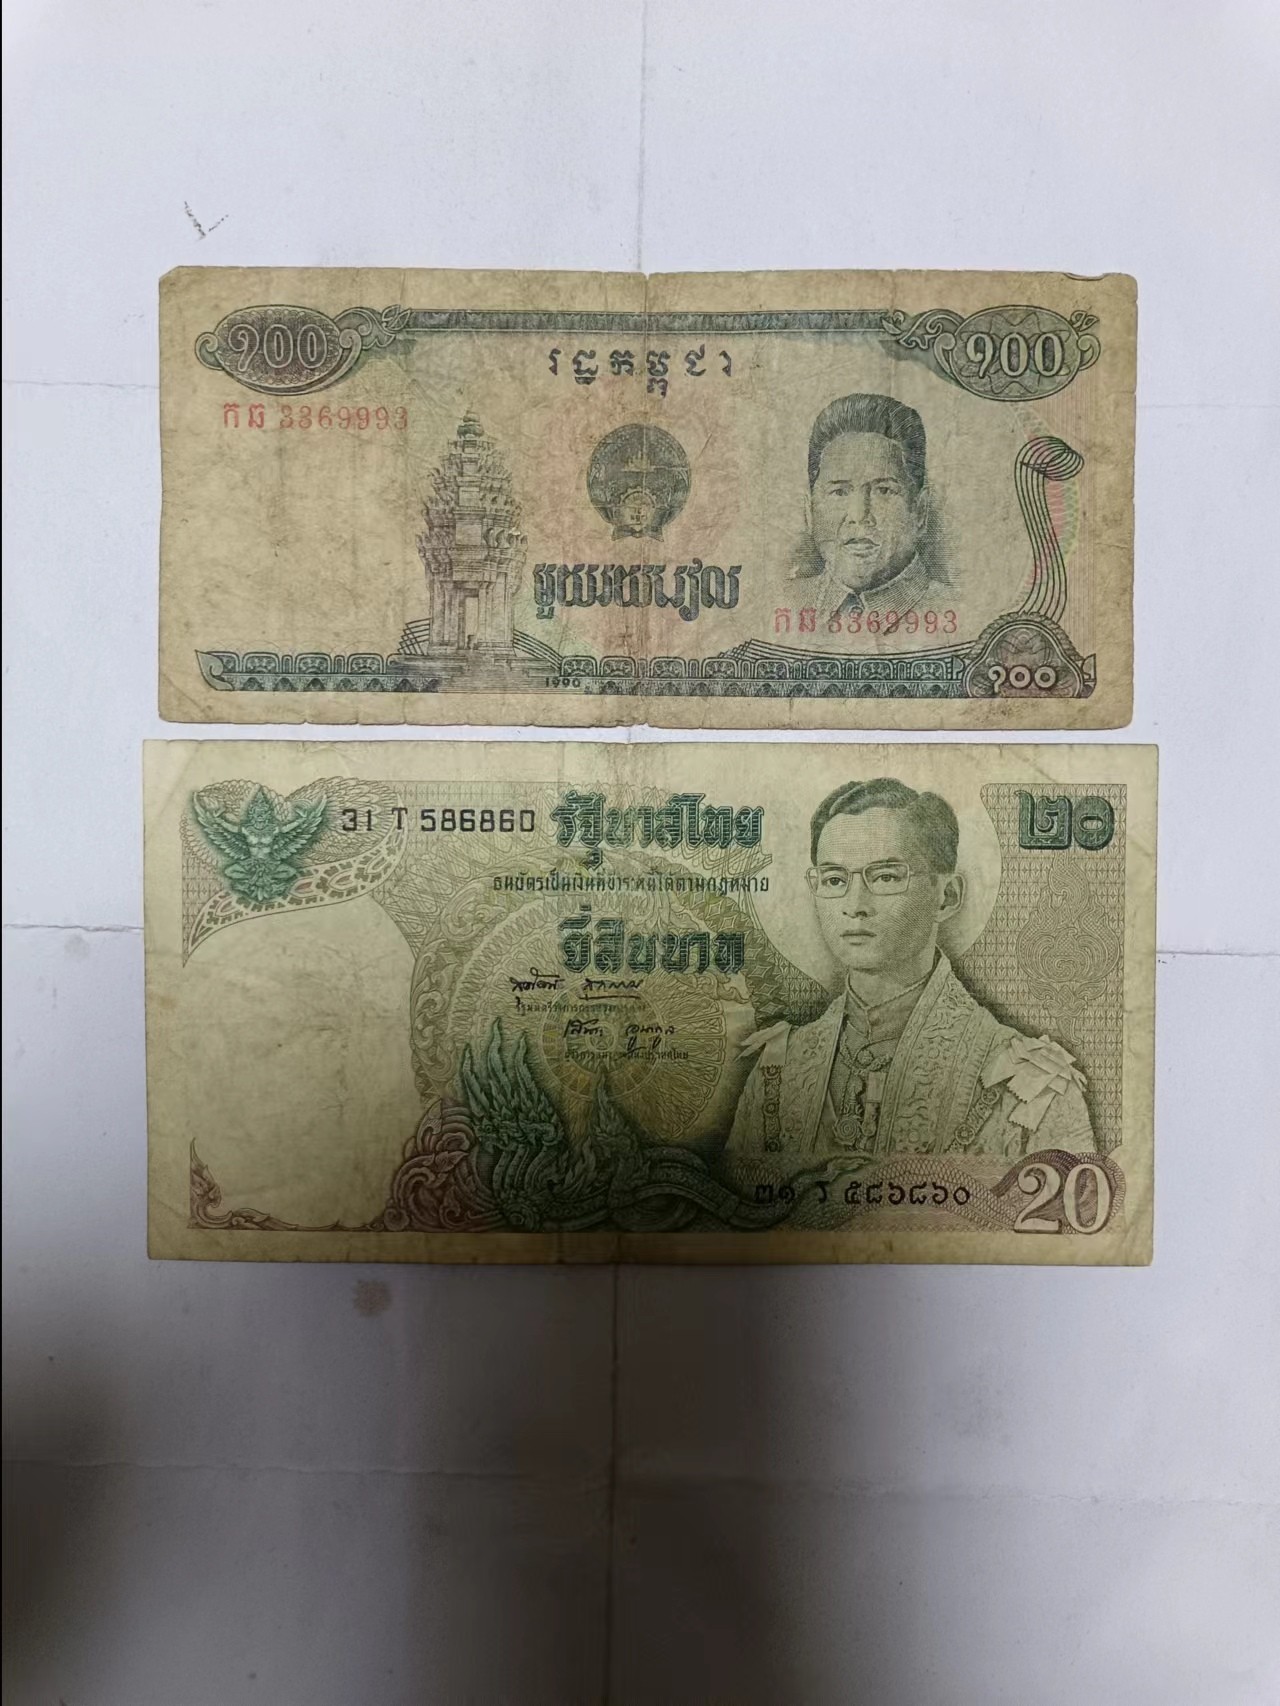 ១០០
១០០
រដ្ឋកម្ពុជា
កឆ 3369993
មួយរយរៀល
កឆ 3369993
1990
១០០
31 T 586860
รัฐบาลไทย
๒๐
ธนบัตรเป็นเงินที่ชำระหนี้ได้ตามกฎหมาย
ยี่สิบบาท
๓๑ T ๕๘๖๘๖๐
20